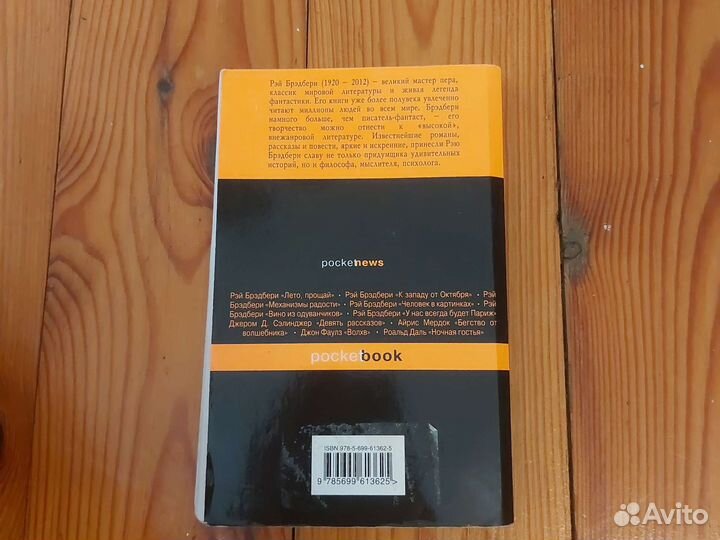 Рэй Брэдбери (1920 – 2012) – великий мастер пера,
классик мировой литературы и живая легенда
фантастики. Его книги уже более полувека увлеченно
читают миллионы людей во всем мире. Брэдбери
намного больше, чем писатель-фантаст, – его
творчество можно отнести к «высокой»,
внежанровой литературе. Известнейшие романы,
рассказы и повести, яркие и искренние, принесли Рэю
Брэдбери славу не только придумщика удивительных
историй, но и философа, мыслителя, психолога.
pocketnews
Рэй Брэдбери «Лето, прощай» • Рэй Брэдбери «К западу от Октября» • Рэй
Брэдбери «Механизмы радости» • Рэй Брэдбери «Человек в картинках» • Рэй
Брэдбери «Вино из одуванчиков» • Рэй Брэдбери «У нас всегда будет Париж»
Джером Д. Сэлинджер «Девять рассказов» • Айрис Мердок «Бегство от
волшебника» • Джон Фаулз «Волхв» • Роальд Даль «Ночная гостья»
pocketbook
ISBN 978-5-699-61362-5
9 785699 613625>
Avito